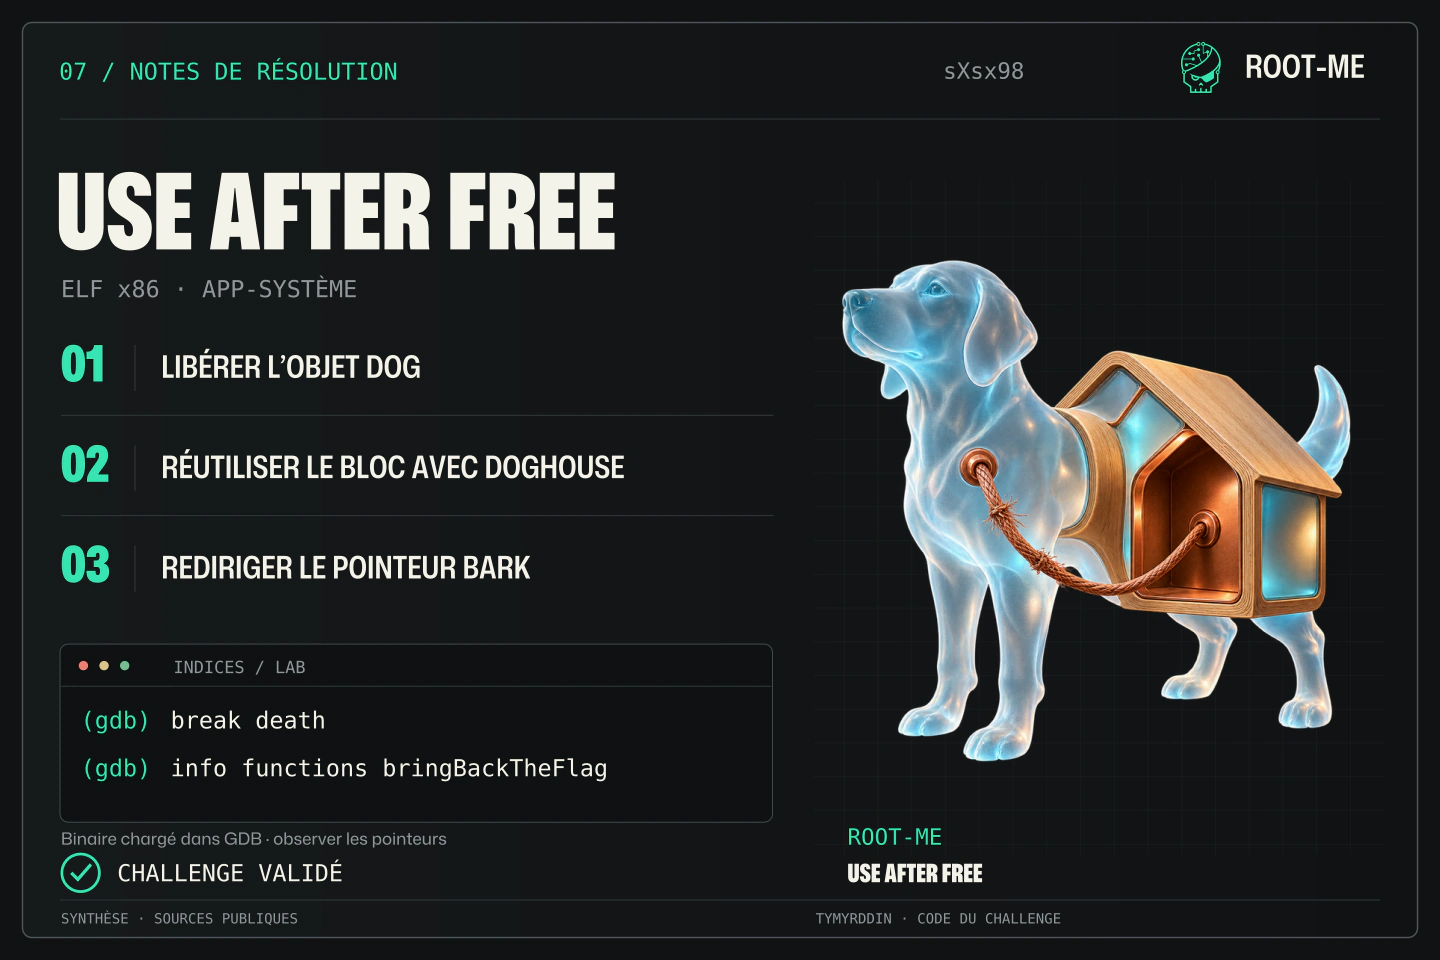 07 / NOTES DE RÉSOLUTION
sXsx98
ROOT-ME
USE AFTER FREE
ELF x86 · APP-SYSTÈME
01 LIBÉRER L’OBJET DOG
02 RÉUTILISER LE BLOC AVEC DOGHOUSE
03 REDIRIGER LE POINTEUR BARK
INDICES / LAB
(gdb) break death
(gdb) info functions bringBackTheFlag
Binaire chargé dans GDB · observer les pointeurs
CHALLENGE VALIDÉ
ROOT-ME
USE AFTER FREE
SYNTHÈSE · SOURCES PUBLIQUES
TYMYRDDIN · CODE DU CHALLENGE